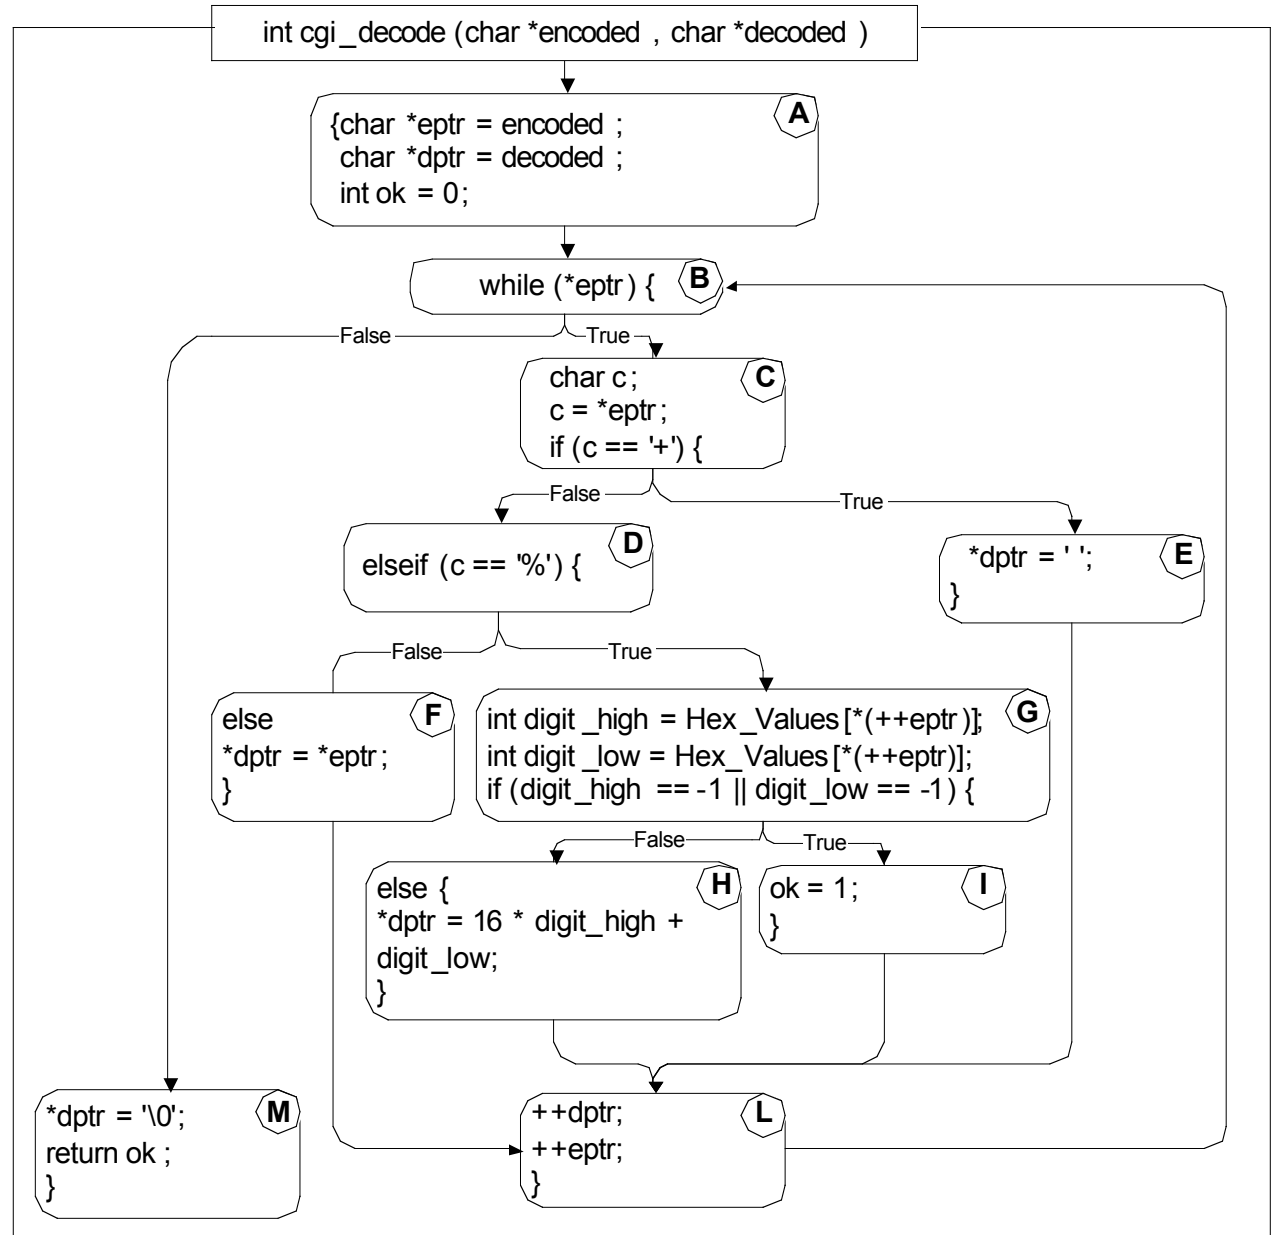 int cgi_decode (char *encoded , char *decoded )
A
{char *eptr = encoded ;
char *dptr = decoded ;
int ok = 0;
while (*eptr) {
B
False
True
C
char c;
c = *eptr;
if (c == '+') {
False
True
D
elseif (c == '%') {
E
*dptr = ' ';
}
False
True
F
else
*dptr = *eptr;
}
G
int digit_high = Hex_Values[*(++eptr)];
int digit_low = Hex_Values[*(++eptr)];
if (digit_high == -1 || digit_low == -1) {
False
True
H
else {
*dptr = 16 * digit_high +
digit_low;
}
I
ok = 1;
}
M
*dptr = '\0';
return ok ;
}
L
++dptr;
++eptr;
}